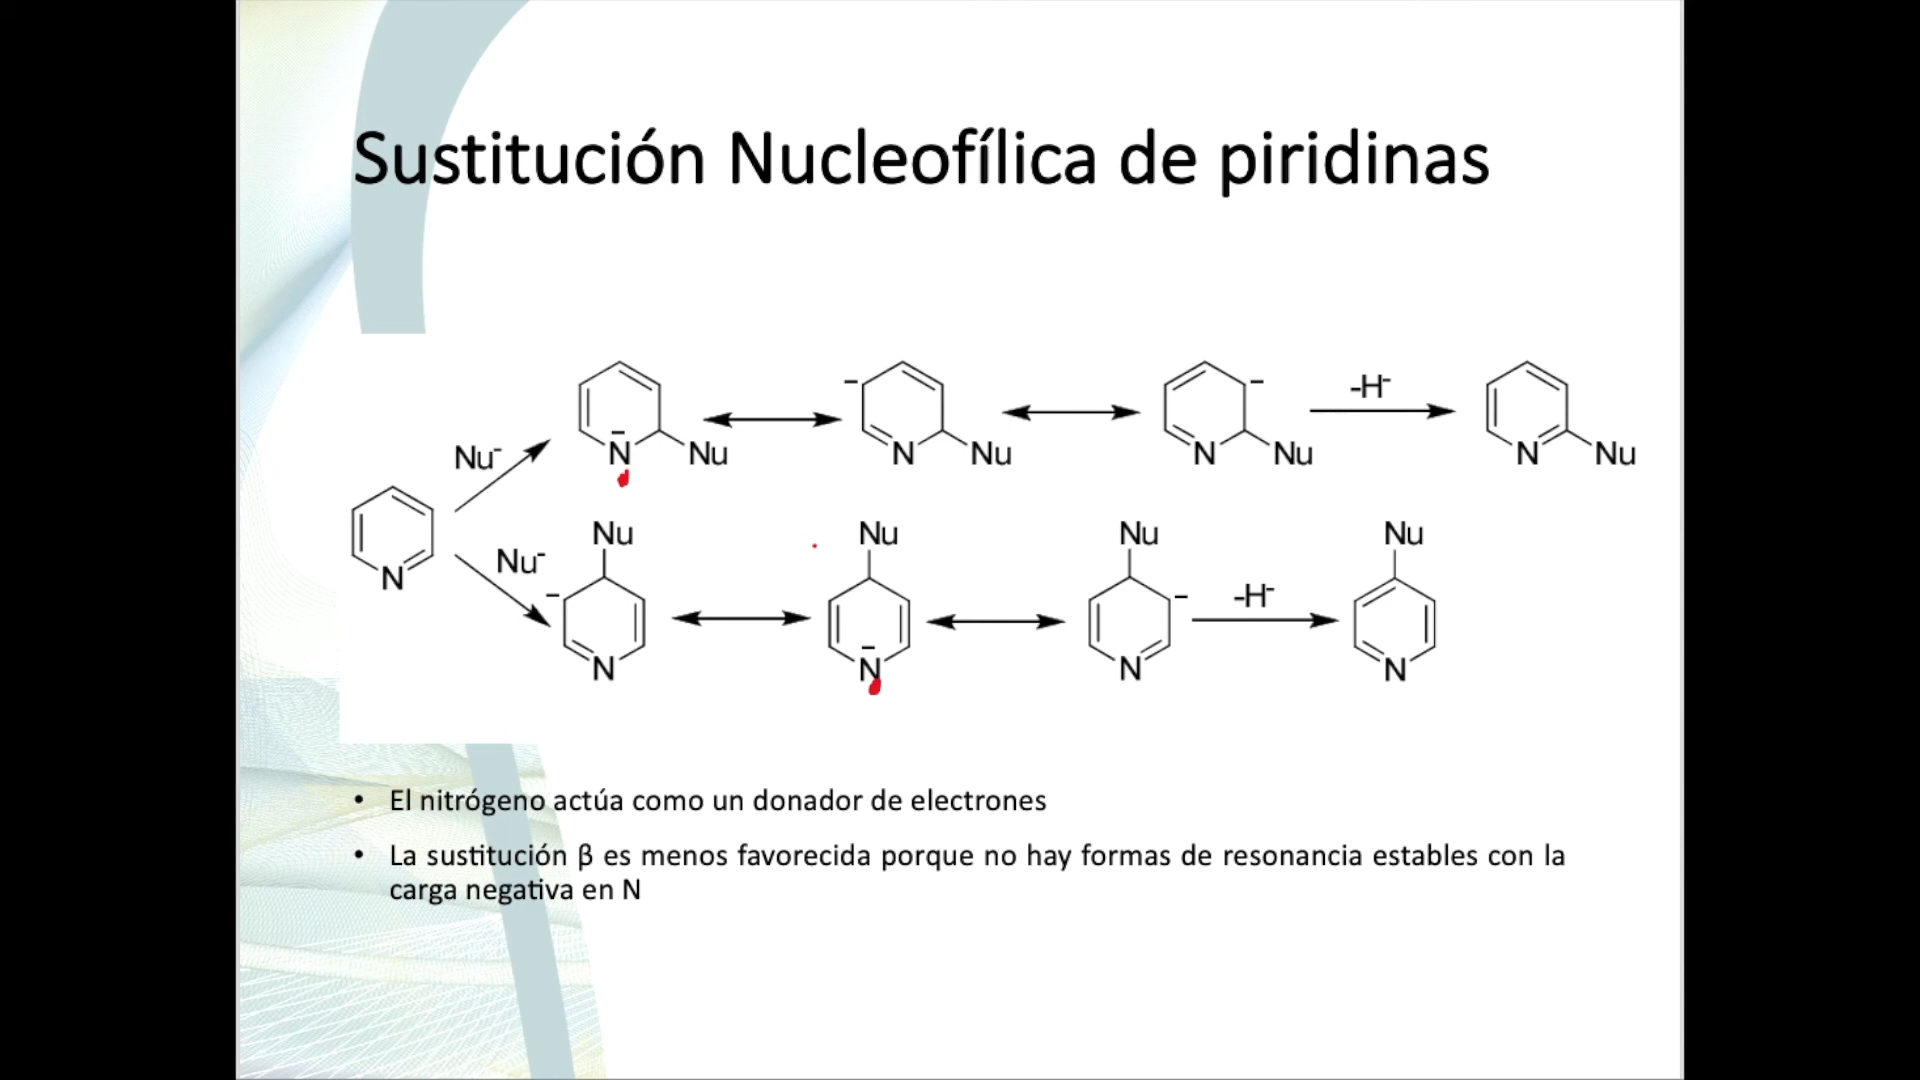 Sustitución Nucleofílica de piridinas
Nu⁻
N
Nu
N
Nu
N
Nu
-H⁻
N
Nu
N
Nu⁻
Nu
N
Nu
N
Nu
N
-H⁻
Nu
N
• El nitrógeno actúa como un donador de electrones
• La sustitución β es menos favorecida porque no hay formas de resonancia estables con la
carga negativa en N